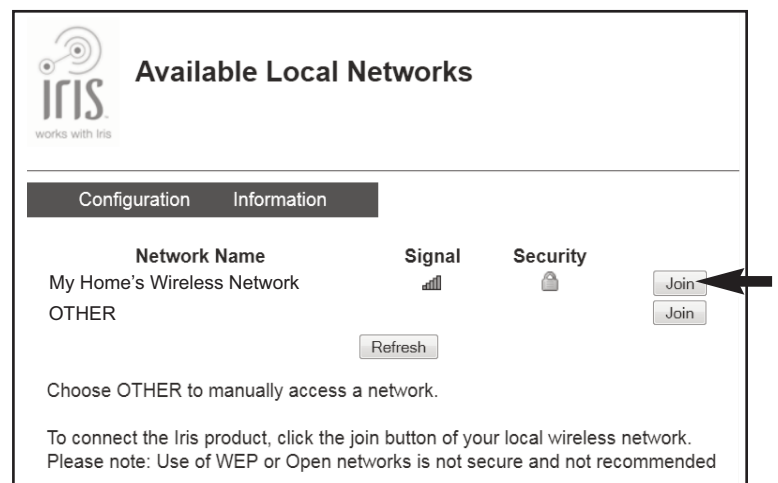 IRIS
works with Iris
Available Local Networks
Configuration Information
Network Name Signal Security
My Home's Wireless Network Join
OTHER Join
Refresh
Choose OTHER to manually access a network.
To connect the Iris product, click the join button of your local wireless network.
Please note: Use of WEP or Open networks is not secure and not recommended